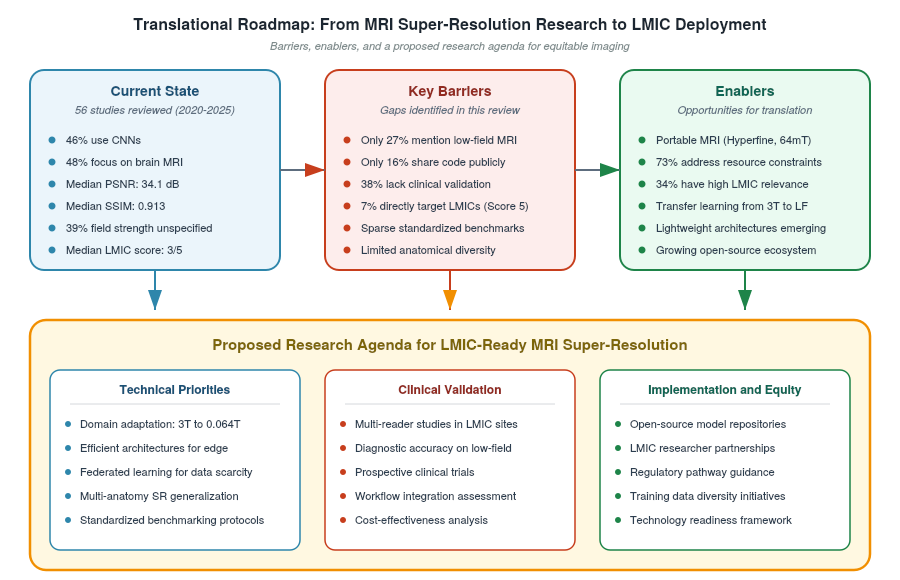 Translational Roadmap: From MRI Super-Resolution Research to LMIC Deployment
Barriers, enablers, and a proposed research agenda for equitable imaging
Current State
56 studies reviewed (2020-2025)
46% use CNNs
48% focus on brain MRI
Median PSNR: 34.1 dB
Median SSIM: 0.913
39% field strength unspecified
Median LMIC score: 3/5
Key Barriers
Gaps identified in this review
Only 27% mention low-field MRI
Only 16% share code publicly
38% lack clinical validation
7% directly target LMICs (Score 5)
Sparse standardized benchmarks
Limited anatomical diversity
Enablers
Opportunities for translation
Portable MRI (Hyperfine, 64mT)
73% address resource constraints
34% have high LMIC relevance
Transfer learning from 3T to LF
Lightweight architectures emerging
Growing open-source ecosystem
Proposed Research Agenda for LMIC-Ready MRI Super-Resolution
Technical Priorities
Domain adaptation: 3T to 0.064T
Efficient architectures for edge
Federated learning for data scarcity
Multi-anatomy SR generalization
Standardized benchmarking protocols
Clinical Validation
Multi-reader studies in LMIC sites
Diagnostic accuracy on low-field
Prospective clinical trials
Workflow integration assessment
Cost-effectiveness analysis
Implementation and Equity
Open-source model repositories
LMIC researcher partnerships
Regulatory pathway guidance
Training data diversity initiatives
Technology readiness framework